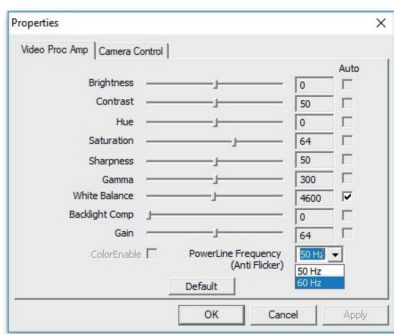 Properties
Video Proc Amp Camera Control
Auto
Brightness 0
Contrast 50
Hue 0
Saturation 64
Sharpness 50
Gamma 300
White Balance 4600
Backlight Comp 0
Gain 64
ColorEnable PowerLine Frequency 50 Hz
(Anti Flicker)
50 Hz
60 Hz
Default
OK Cancel Apply